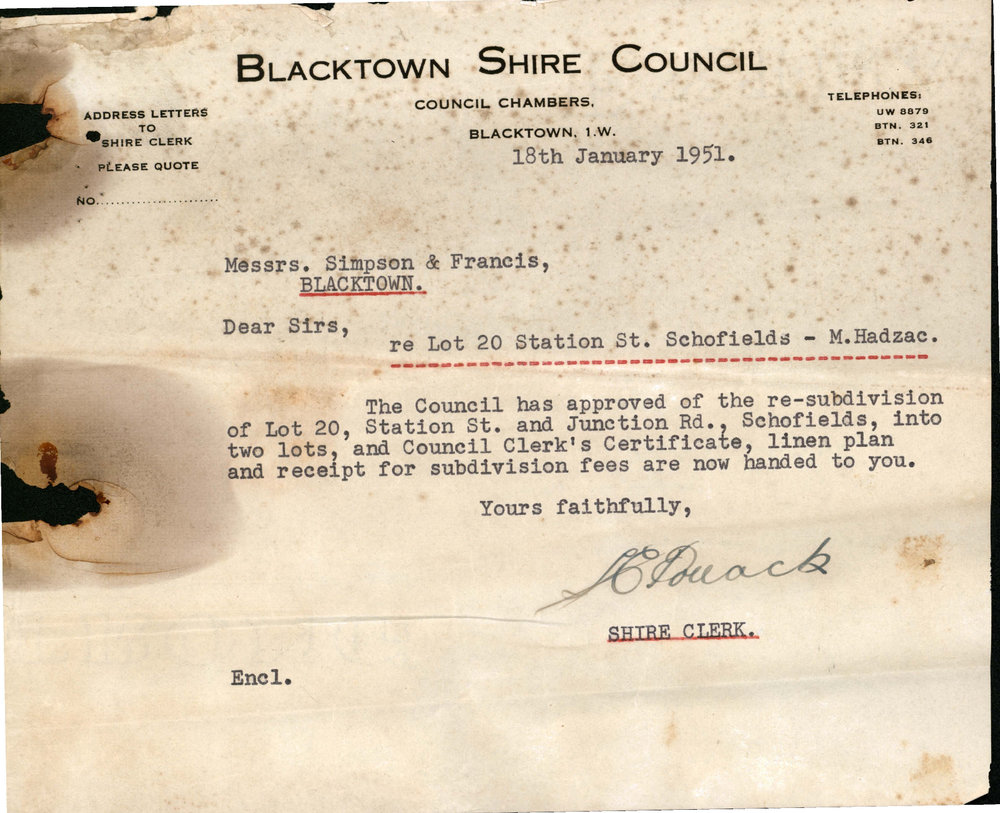 BLACKTOWN SHIRE COUNCIL
COUNCIL CHAMBERS,
BLACKTOWN, 1.W.
ADDRESS LETTERS
TO
SHIRE CLERK
PLEASE QUOTE
NO........................
TELEPHONES:
UW 8879
BTN. 321
BTN. 346
18th January 1951.
Messrs. Simpson & Francis,
BLACKTOWN.
Dear Sirs,
re Lot 20 Station St. Schofields - M.Hadzac.
The Council has approved of the re-subdivision
of Lot 20, Station St. and Junction Rd., Schofields, into
two lots, and Council Clerk's Certificate, linen plan
and receipt for subdivision fees are now handed to you.
Yours faithfully,
SHIRE CLERK.
Encl.